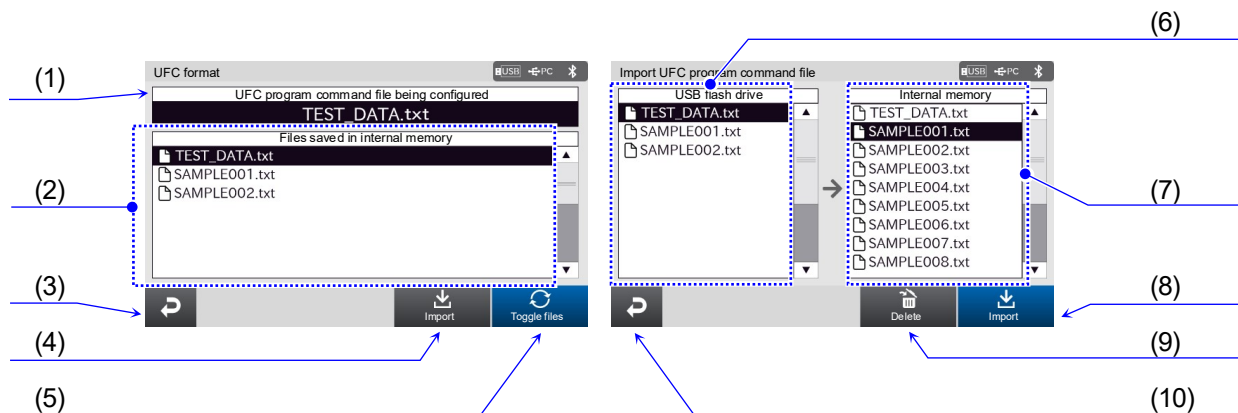 (6)
(1)
UFC format
USB PC
UFC program command file being configured
TEST_DATA.txt
Files saved in internal memory
TEST_DATA.txt
SAMPLE001.txt
SAMPLE002.txt
(2)
(3)
Import
Toggle files
(4)
(5)
Import UFC program command file
USB PC
USB flash drive
TEST_DATA.txt
SAMPLE001.txt
SAMPLE002.txt
Internal memory
TEST_DATA.txt
SAMPLE001.txt
SAMPLE002.txt
SAMPLE003.txt
SAMPLE004.txt
SAMPLE005.txt
SAMPLE006.txt
SAMPLE007.txt
SAMPLE008.txt
(7)
Delete
Import
(8)
(9)
(10)